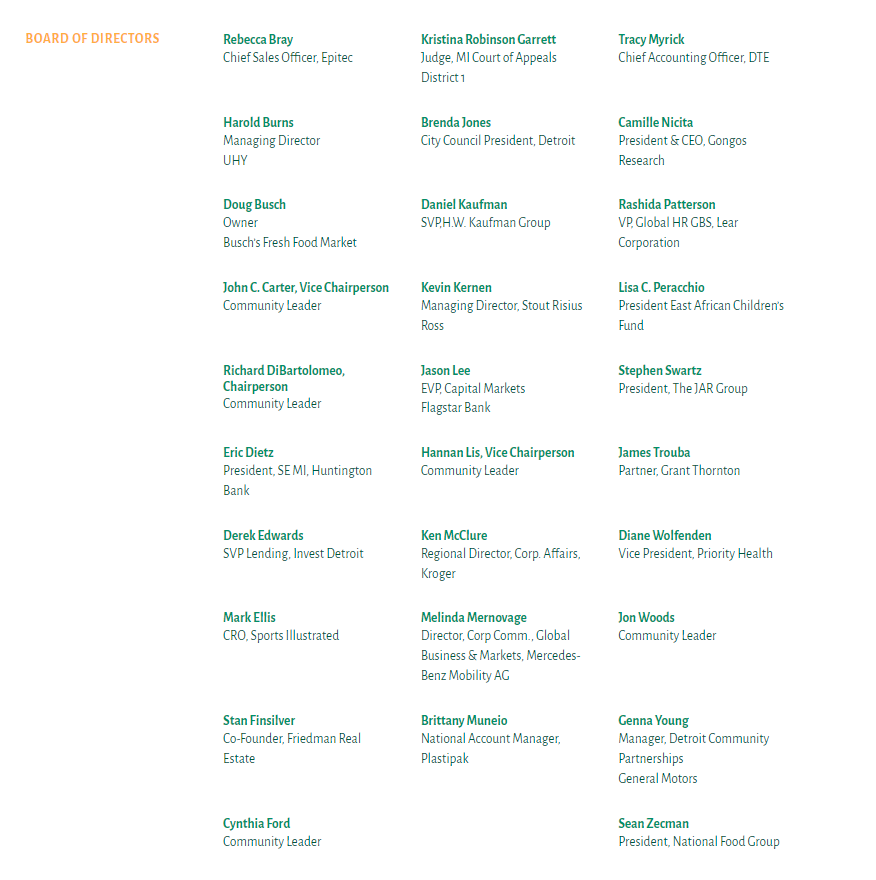 BOARD OF DIRECTORS
Rebecca Bray
Chief Sales Officer, Epitec
Harold Burns
Managing Director
UHY
Doug Busch
Owner
Busch's Fresh Food Market
John C. Carter, Vice Chairperson
Community Leader
Richard DiBartolomeo,
Chairperson
Community Leader
Eric Dietz
President, SE MI, Huntington
Bank
Derek Edwards
SVP Lending, Invest Detroit
Mark Ellis
CRO, Sports Illustrated
Stan Finsilver
Co-Founder, Friedman Real
Estate
Cynthia Ford
Community Leader
Kristina Robinson Garrett
Judge, MI Court of Appeals
District 1
Brenda Jones
City Council President, Detroit
Daniel Kaufman
SVP,H.W. Kaufman Group
Kevin Kernen
Managing Director, Stout Risius
Ross
Jason Lee
EVP, Capital Markets
Flagstar Bank
Hannan Lis, Vice Chairperson
Community Leader
Ken McClure
Regional Director, Corp. Affairs,
Kroger
Melinda Mernovage
Director, Corp Comm., Global
Business & Markets, Mercedes-
Benz Mobility AG
Brittany Muneio
National Account Manager,
Plastipak
Tracy Myrick
Chief Accounting Officer, DTE
Camille Nicita
President & CEO, Gongos
Research
Rashida Patterson
VP, Global HR GBS, Lear
Corporation
Lisa C. Peracchio
President East African Children's
Fund
Stephen Swartz
President, The JAR Group
James Trouba
Partner, Grant Thornton
Diane Wolfenden
Vice President, Priority Health
Jon Woods
Community Leader
Genna Young
Manager, Detroit Community
Partnerships
General Motors
Sean Zecman
President, National Food Group